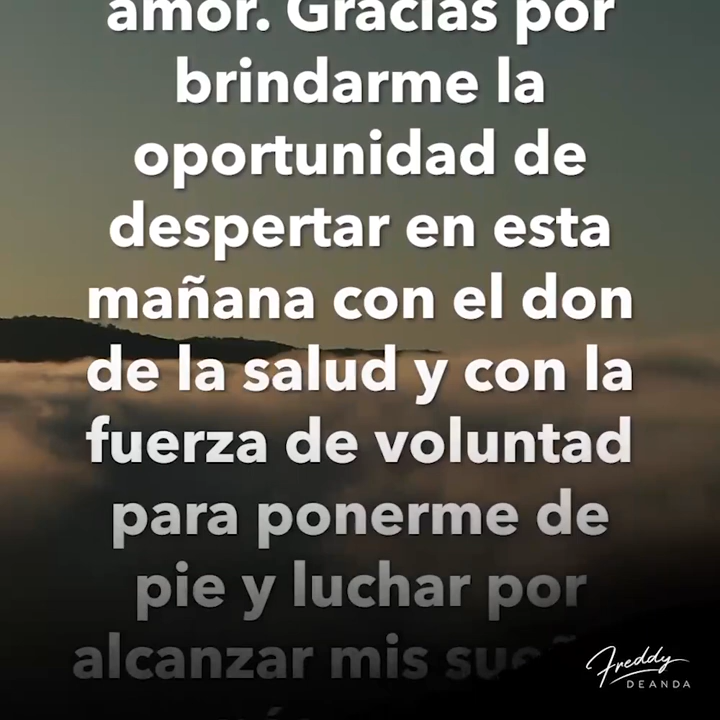 amor. Gracias por
brindarme la
oportunidad de
despertar en esta
mañana con el don
de la salud y con la
fuerza de voluntad
para ponerme de
pie y luchar por
alcanzar mis
Freddy
DEANDA